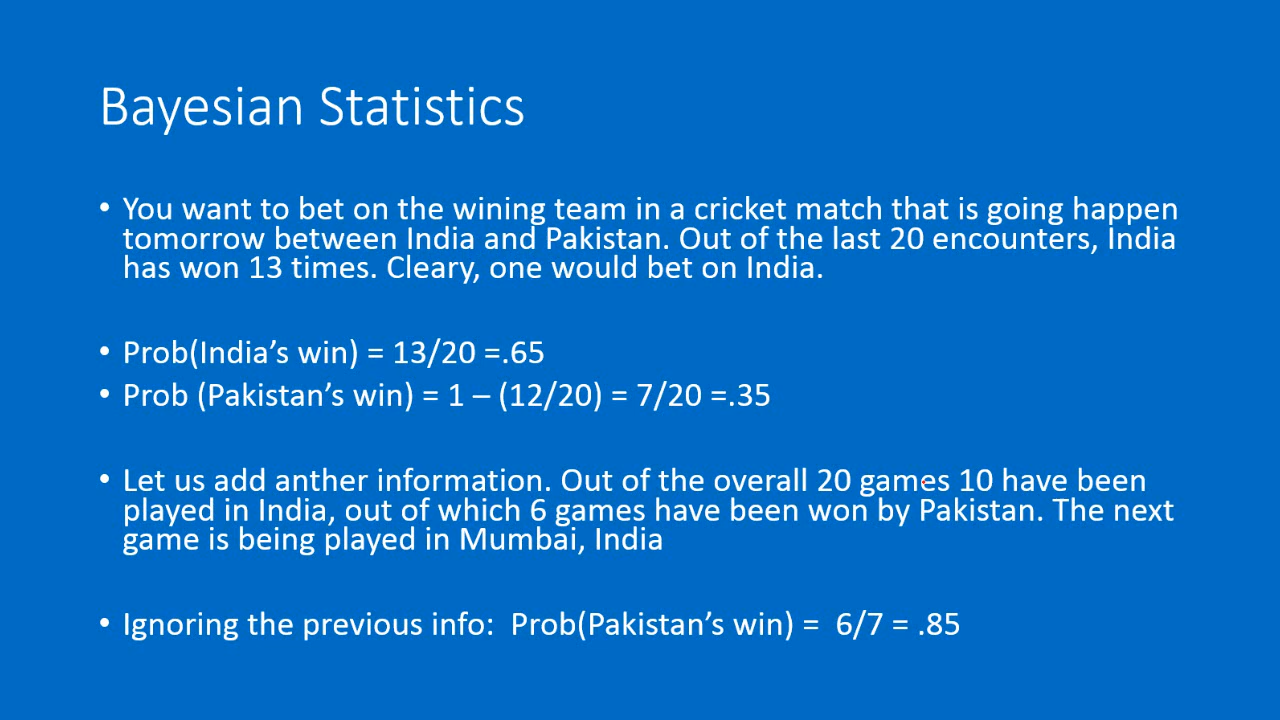 Bayesian Statistics
• You want to bet on the wining team in a cricket match that is going happen
tomorrow between India and Pakistan. Out of the last 20 encounters, India
has won 13 times. Cleary, one would bet on India.
• Prob(India’s win) = 13/20 =.65
• Prob (Pakistan’s win) = 1 – (12/20) = 7/20 =.35
• Let us add anther information. Out of the overall 20 games 10 have been
played in India, out of which 6 games have been won by Pakistan. The next
game is being played in Mumbai, India
• Ignoring the previous info:  Prob(Pakistan’s win) =  6/7 = .85